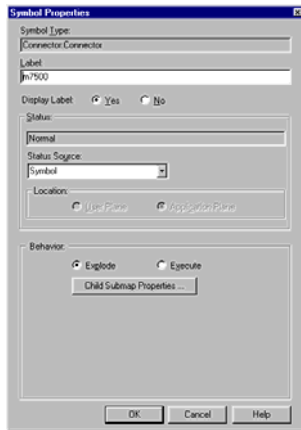 Symbol Properties
Symbol Type:
Connector:Connector
Label:
m7500
Display Label: Yes No
Status:
Normal
Status Source:
Symbol
Location:
User Plane Application Plane
Behavior:
Explode Execute
Child Submap Properties ...
OK Cancel Help